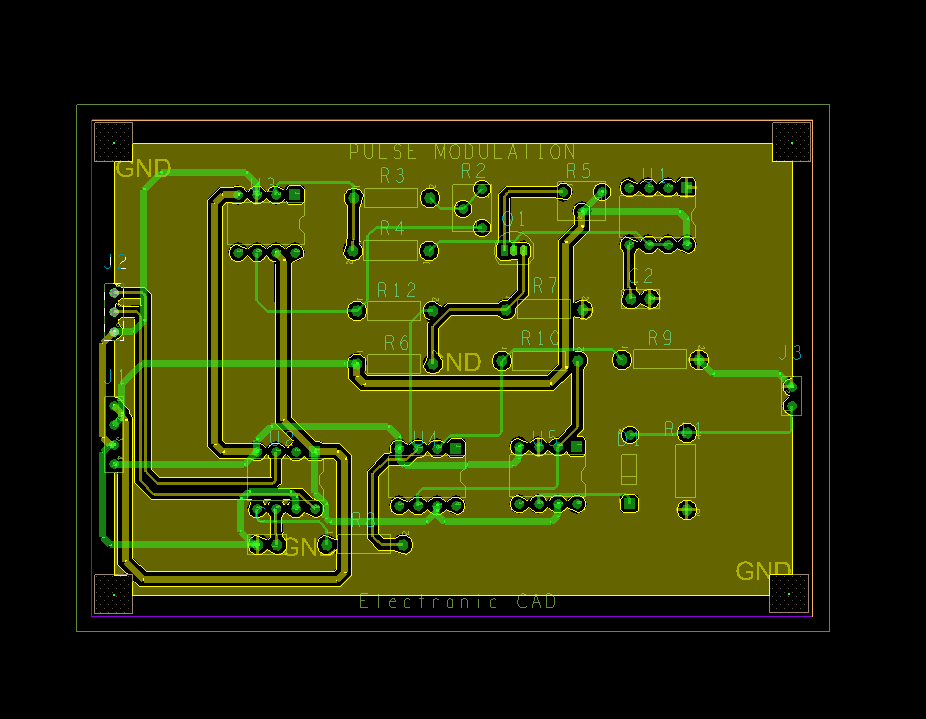 PULSE MODULATION
GND
R3
R2
R5
U1
U3
R4
Q1
J2
C2
R12
R7
R6
R10
R9
GND
J3
J1
U2
U4
U5
D1
R8
GND
GND
Electronic CAD